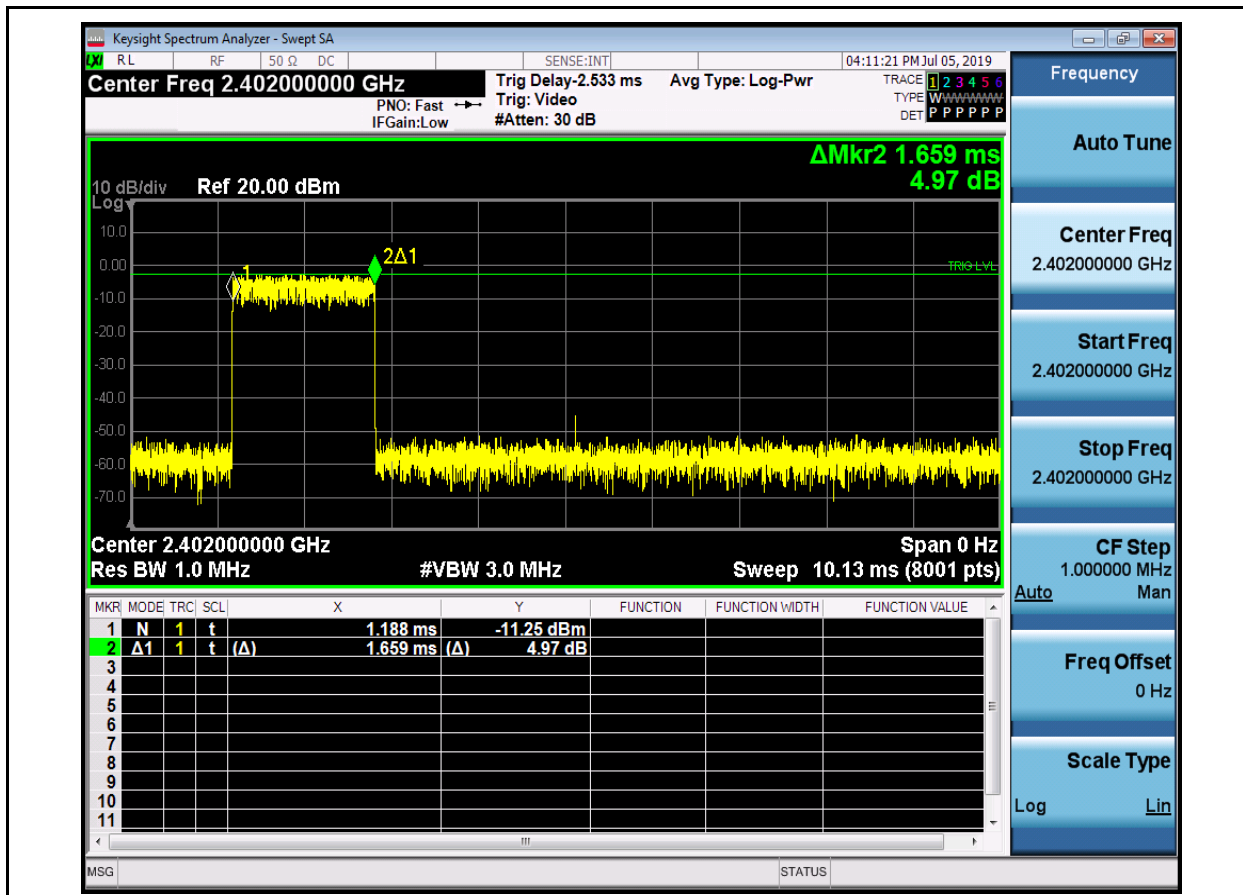 Keysight Spectrum Analyzer - Swept SA
LXI RL RF 50 Ω DC SENSE:INT 04:11:21 PM Jul 05, 2019
Center Freq 2.402000000 GHz
PNO: Fast
IFGain:Low
Trig Delay-2.533 ms
Trig: Video
#Atten: 30 dB
Avg Type: Log-Pwr
TRACE 1 2 3 4 5 6
TYPE WWWWWW
DET P P P P P P
ΔMkr2 1.659 ms
4.97 dB
10 dB/div Ref 20.00 dBm
Log
10.0
0.00
-10.0
-20.0
-30.0
-40.0
-50.0
-60.0
-70.0
1
2Δ1
TRIG LVL
Center 2.402000000 GHz Span 0 Hz
Res BW 1.0 MHz #VBW 3.0 MHz Sweep 10.13 ms (8001 pts)
MKR MODE TRC SCL X Y FUNCTION FUNCTION WIDTH FUNCTION VALUE
1 N 1 t 1.188 ms -11.25 dBm
2 Δ1 1 t (Δ) 1.659 ms (Δ) 4.97 dB
3
4
5
6
7
8
9
10
11
MSG STATUS
Frequency
Auto Tune
Center Freq
2.402000000 GHz
Start Freq
2.402000000 GHz
Stop Freq
2.402000000 GHz
CF Step
1.000000 MHz
Auto Man
Freq Offset
0 Hz
Scale Type
Log Lin